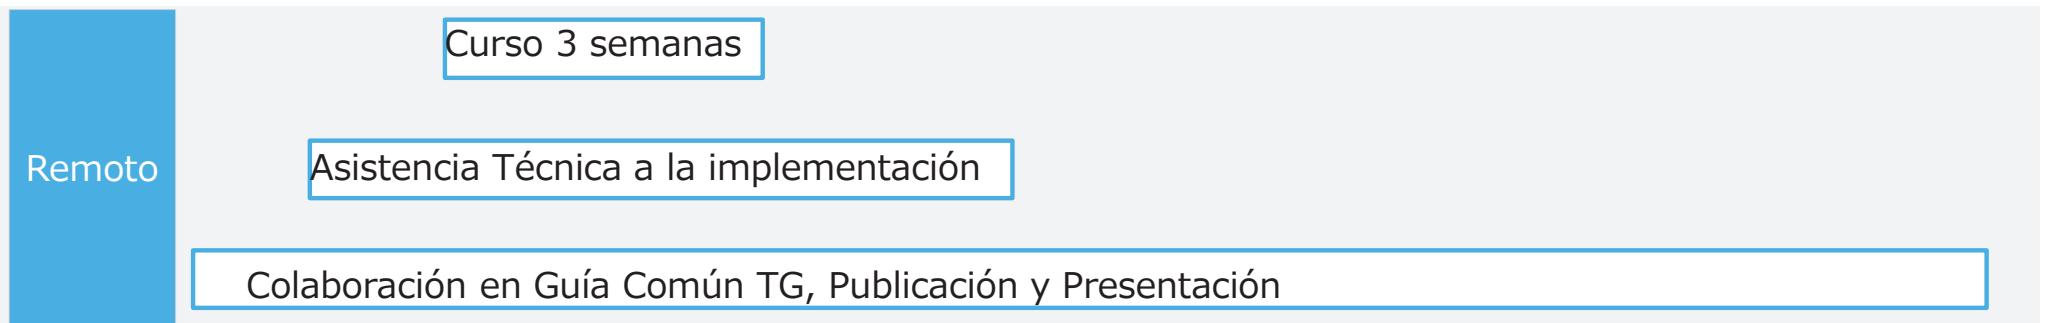 Curso 3 semanas
Remoto
Asistencia Técnica a la implementación
Colaboración en Guía Común TG, Publicación y Presentación